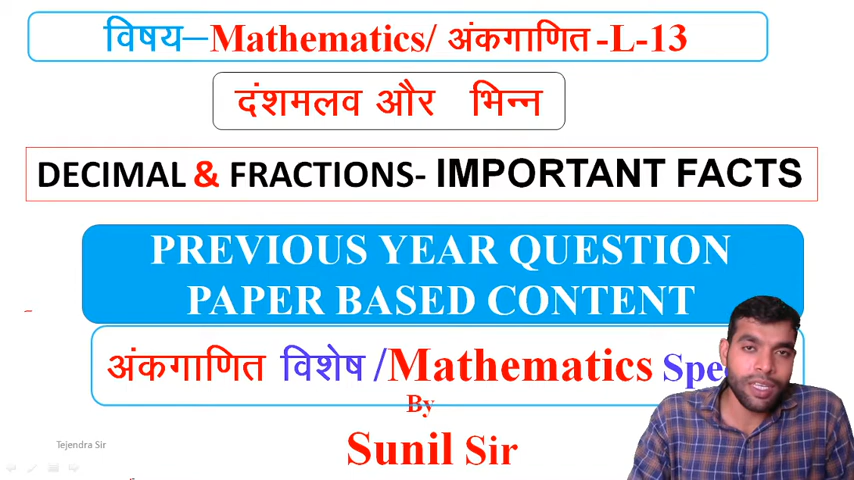 विषय–Mathematics/ अंकगाणित -L-13
दंशमलव और भिन्न
DECIMAL & FRACTIONS- IMPORTANT FACTS
PREVIOUS YEAR QUESTION
PAPER BASED CONTENT
अंकगाणित विशेष /Mathematics
By
Sunil Sir
Tejendra Sir